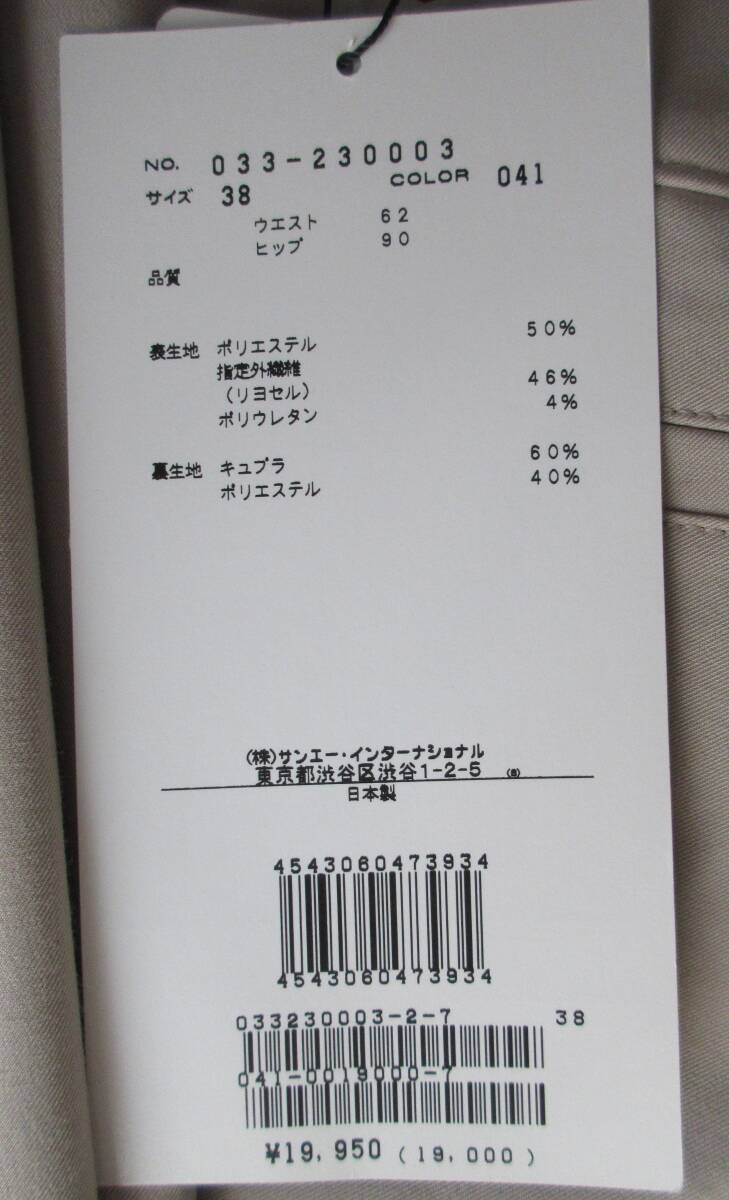 NO. 033-230003
サイズ 38 COLOR 041
ウエスト 62
ヒップ 90
品質
表生地 ポリエステル 50%
指定外繊維
(リヨセル) 46%
ポリウレタン 4%
裏生地 キュプラ 60%
ポリエステル 40%
(株)サンエー・インターナショナル
東京都渋谷区渋谷1-2-5
日本製
4543060473934
4543060473934
033230003-2-7 38
041-0019000-7
¥19,950 (19,000)